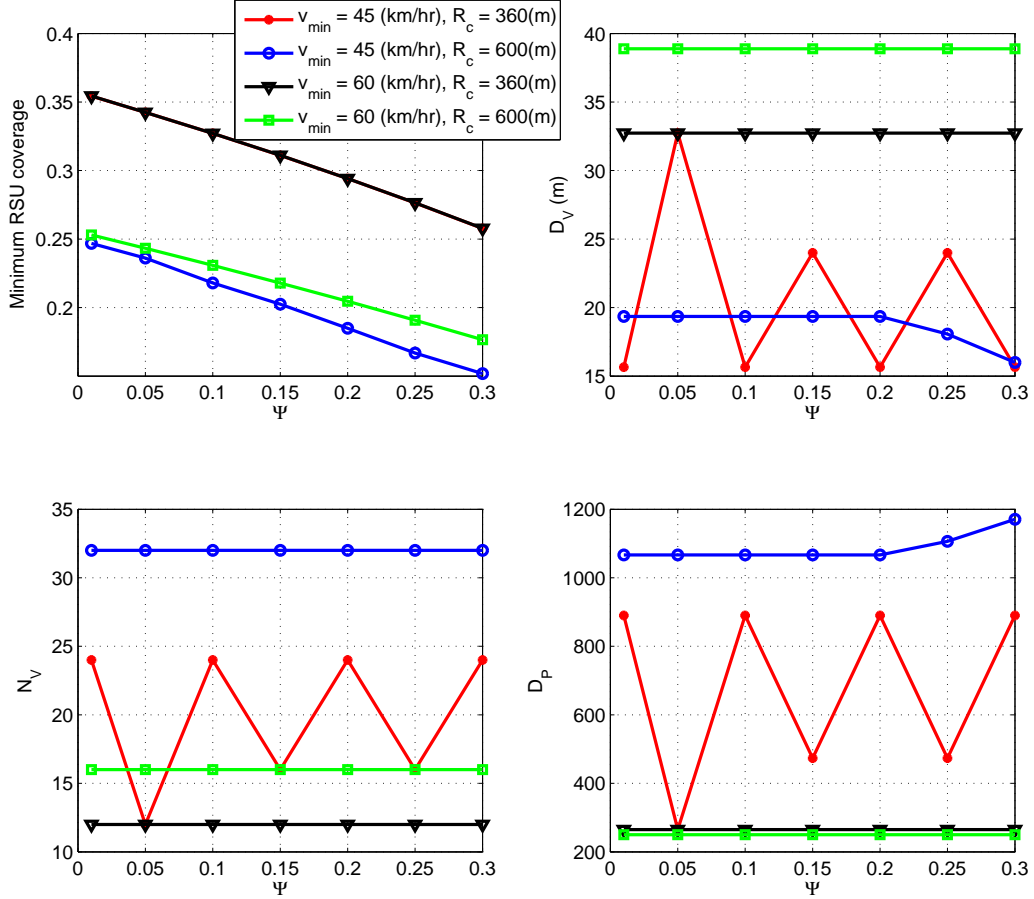 v_min = 45 (km/hr), R_c = 360(m)
v_min = 45 (km/hr), R_c = 600(m)
v_min = 60 (km/hr), R_c = 360(m)
v_min = 60 (km/hr), R_c = 600(m)
Minimum RSU coverage
0.4
0.35
0.3
0.25
0.2
0 0.05 0.1 0.15 0.2 0.25 0.3
Ψ
D_V (m)
40
35
30
25
20
15
0 0.05 0.1 0.15 0.2 0.25 0.3
Ψ
N_V
35
30
25
20
15
10
0 0.05 0.1 0.15 0.2 0.25 0.3
Ψ
D_P
1200
1000
800
600
400
200
0 0.05 0.1 0.15 0.2 0.25 0.3
Ψ